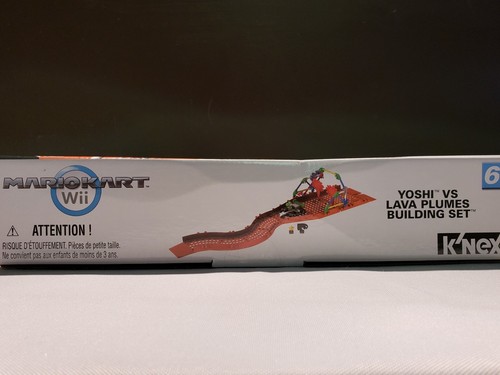 MARIOKART
Wii
ATTENTION !
RISQUE D'ÉTOUFFEMENT. Pièces de petite taille.
Ne convient pas aux enfants de moins de 3 ans.
YOSHI™ VS
LAVA PLUMES
BUILDING SET™
6
K'NEX